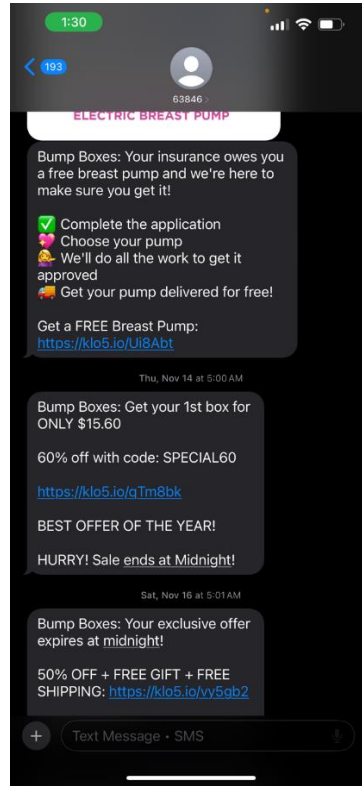 1:30
193
63846 >
ELECTRIC BREAST PUMP
Bump Boxes: Your insurance owes you
a free breast pump and we're here to
make sure you get it!
✅ Complete the application
💖 Choose your pump
💁‍♀️ We'll do all the work to get it
approved
🚚 Get your pump delivered for free!
Get a FREE Breast Pump:
https://klo5.io/Ui8Abt
Thu, Nov 14 at 5:00 AM
Bump Boxes: Get your 1st box for
ONLY $15.60
60% off with code: SPECIAL60
https://klo5.io/qTm8bk
BEST OFFER OF THE YEAR!
HURRY! Sale ends at Midnight!
Sat, Nov 16 at 5:01 AM
Bump Boxes: Your exclusive offer
expires at midnight!
50% OFF + FREE GIFT + FREE
SHIPPING: https://klo5.io/vy5gb2
Text Message • SMS